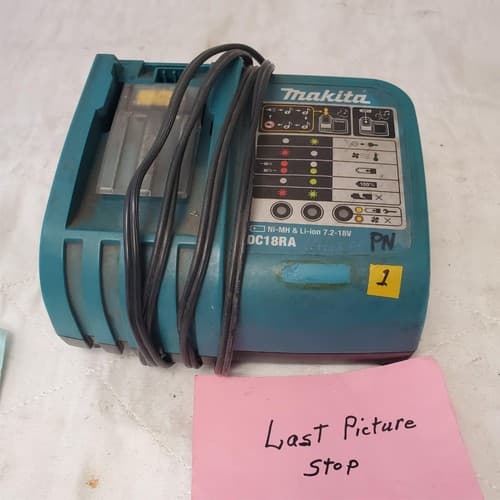 makita
100%
Ni-MH & Li-ion 7.2-18V
DC18RA
PN
1
Last Picture
Stop